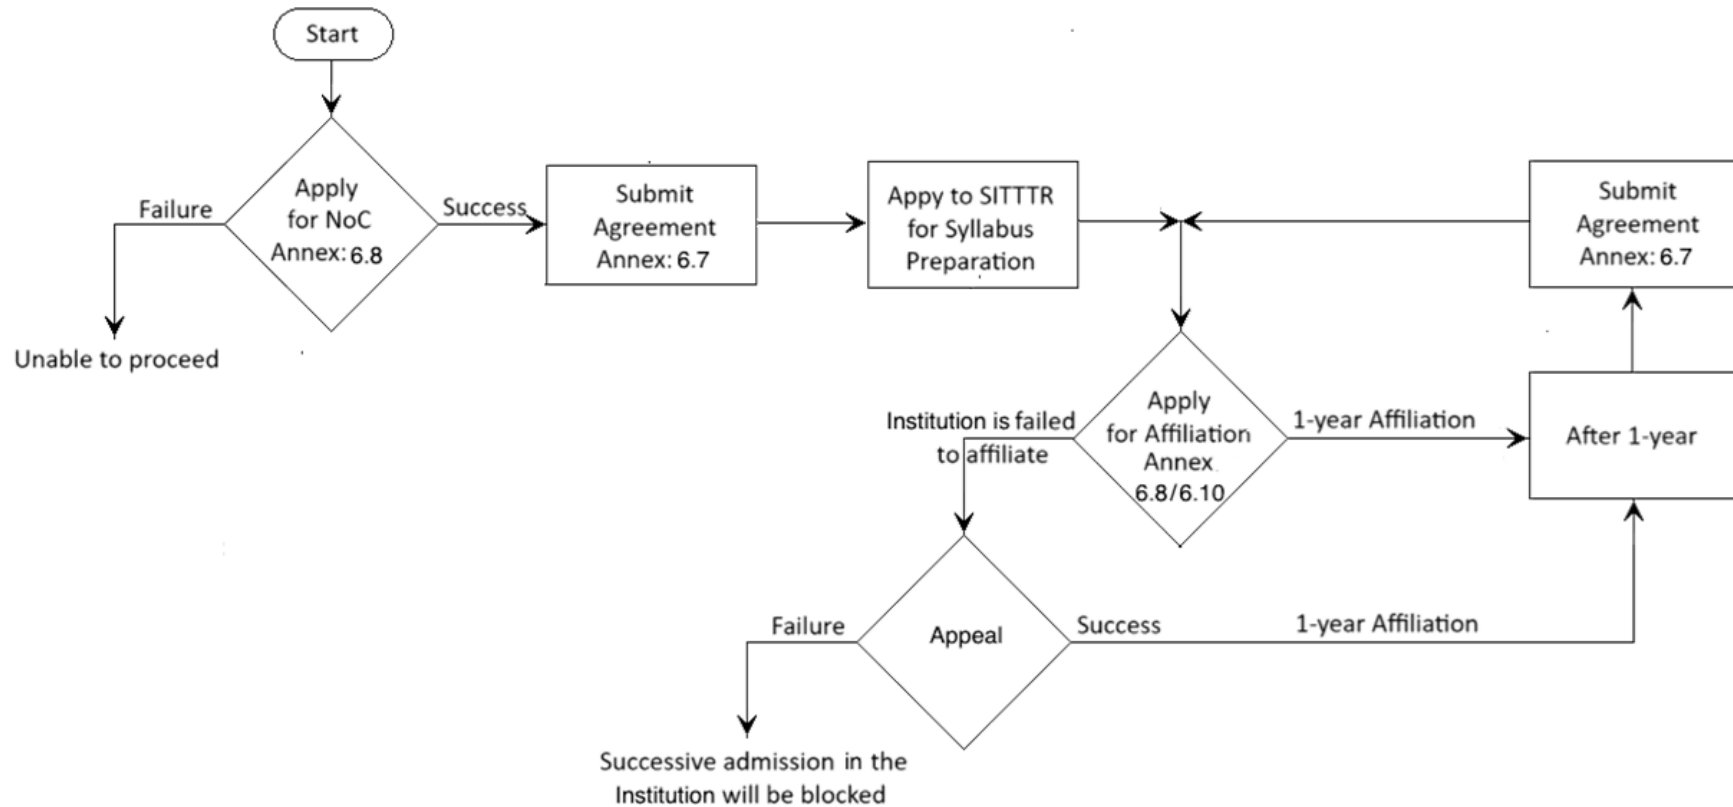 Start
Apply
for NoC
Annex: 6.8
Failure
Success
Unable to proceed
Submit
Agreement
Annex: 6.7
Appy to SITTTR
for Syllabus
Preparation
Submit
Agreement
Annex: 6.7
Apply
for Affiliation
Annex
6.8/6.10
Institution is failed
to affiliate
1-year Affiliation
After 1-year
Appeal
Failure
Success
1-year Affiliation
Successive admission in the
Institution will be blocked